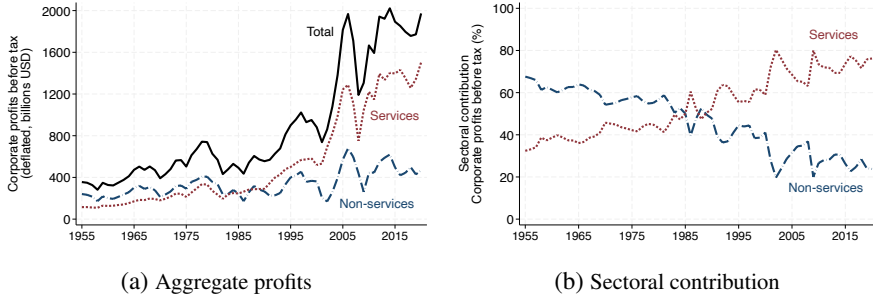 Corporate profits before tax
(deflated, billions USD)
2000
1600
1200
800
400
0
Total
Services
Non-services
1955 1965 1975 1985 1995 2005 2015
(a) Aggregate profits
Sectoral contribution
Corporate profits before tax (%)
100
80
60
40
20
0
Services
Non-services
1955 1965 1975 1985 1995 2005 2015
(b) Sectoral contribution